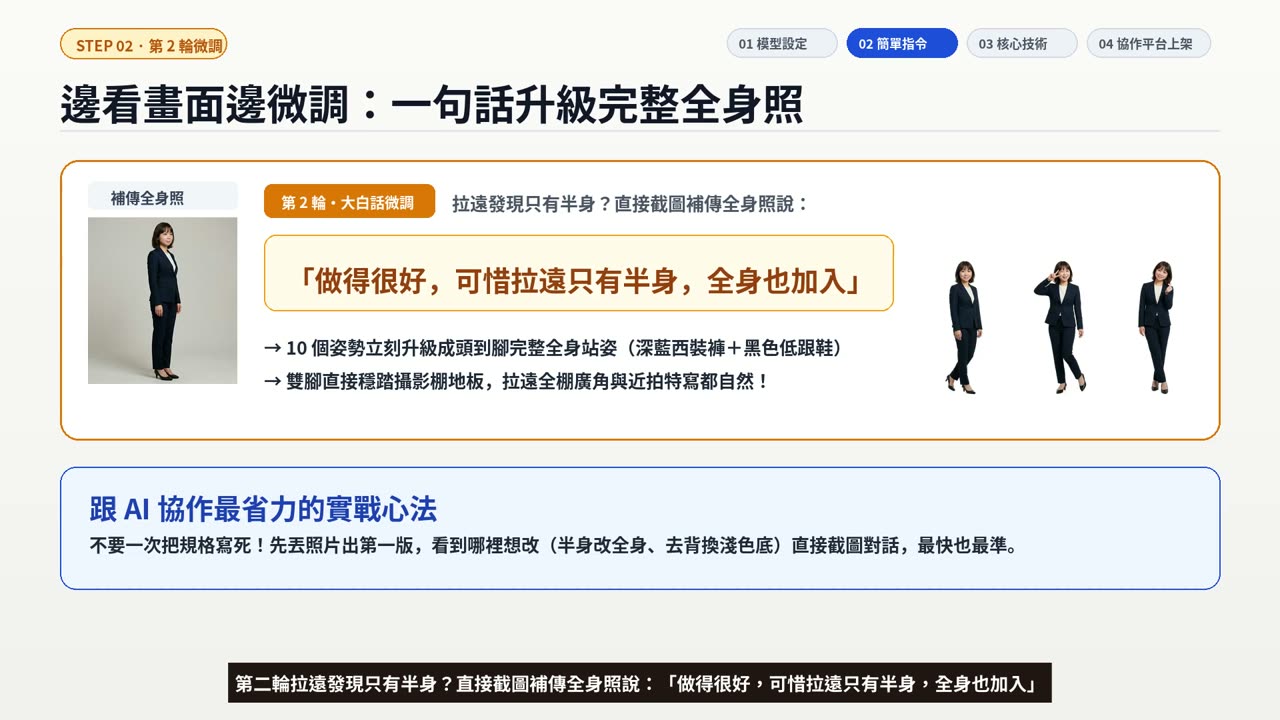 STEP 02 · 第 2 輪微調
01 模型設定
02 簡單指令
03 核心技術
04 協作平台上架
邊看畫面邊微調：一句話升級完整全身照
補傳全身照
第 2 輪・大白話微調
拉遠發現只有半身？直接截圖補傳全身照說：
「做得很好，可惜拉遠只有半身，全身也加入」
→ 10 個姿勢立刻升級成頭到腳完整全身站姿（深藍西裝褲＋黑色低跟鞋）
→ 雙腳直接穩踏攝影棚地板，拉遠全棚廣角與近拍特寫都自然！
跟 AI 協作最省力的實戰心法
不要一次把規格寫死！先丟照片出第一版，看到哪裡想改（半身改全身、去背換淺色底）直接截圖對話，最快也最準。
第二輪拉遠發現只有半身？直接截圖補傳全身照說：「做得很好，可惜拉遠只有半身，全身也加入」